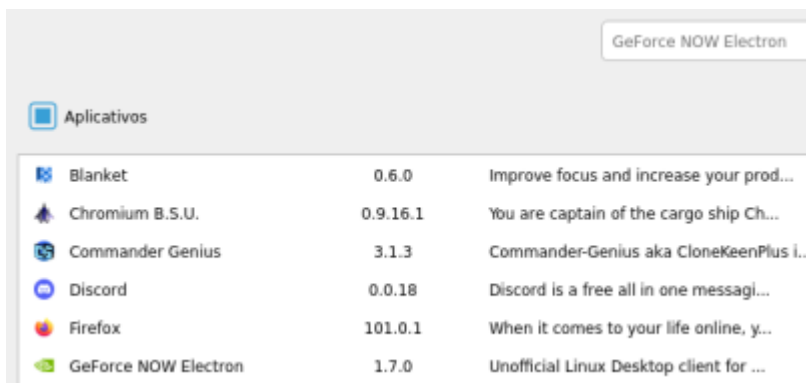 GeForce NOW Electron
Aplicativos
Blanket 0.6.0 Improve focus and increase your prod...
Chromium B.S.U. 0.9.16.1 You are captain of the cargo ship Ch...
Commander Genius 3.1.3 Commander-Genius aka CloneKeenPlus i..
Discord 0.0.18 Discord is a free all in one messagi...
Firefox 101.0.1 When it comes to your life online, y...
GeForce NOW Electron 1.7.0 Unofficial Linux Desktop client for ...